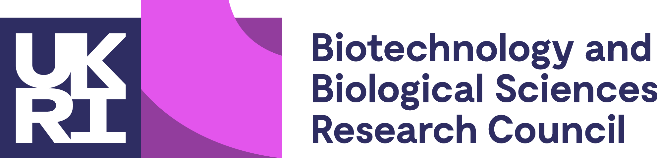 UK
RI
Biotechnology and
Biological Sciences
Research Council